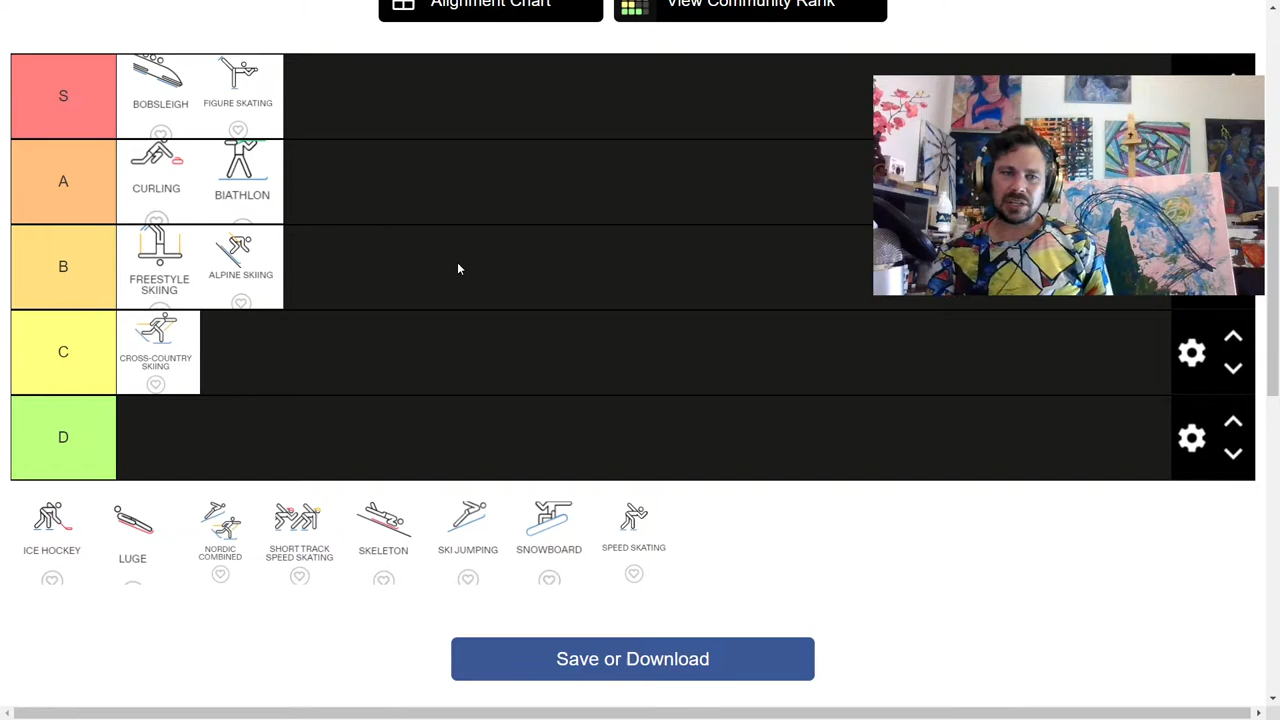 Alignment Chart
View Community Rank
S
BOBSLEIGH
FIGURE SKATING
A
CURLING
BIATHLON
B
FREESTYLE
SKIING
ALPINE SKIING
C
CROSS-COUNTRY
SKIING
D
ICE HOCKEY
LUGE
NORDIC
COMBINED
SHORT TRACK
SPEED SKATING
SKELETON
SKI JUMPING
SNOWBOARD
SPEED SKATING
Save or Download